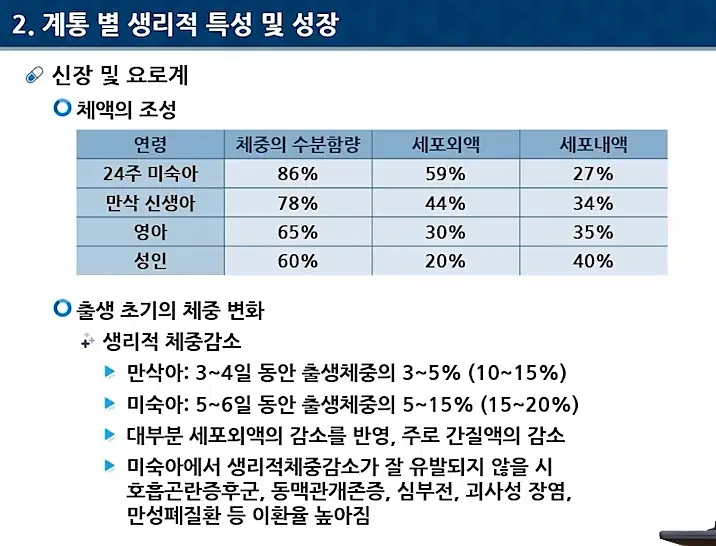 2. 계통 별 생리적 특성 및 성장
신장 및 요로계
체액의 조성
연령 체중의 수분함량 세포외액 세포내액
24주 미숙아 86% 59% 27%
만삭 신생아 78% 44% 34%
영아 65% 30% 35%
성인 60% 20% 40%
출생 초기의 체중 변화
생리적 체중감소
만삭아: 3~4일 동안 출생체중의 3~5% (10~15%)
미숙아: 5~6일 동안 출생체중의 5~15% (15~20%)
대부분 세포외액의 감소를 반영, 주로 간질액의 감소
미숙아에서 생리적체중감소가 잘 유발되지 않을 시
호흡곤란증후군, 동맥관개존증, 심부전, 괴사성 장염,
만성폐질환 등 이환율 높아짐